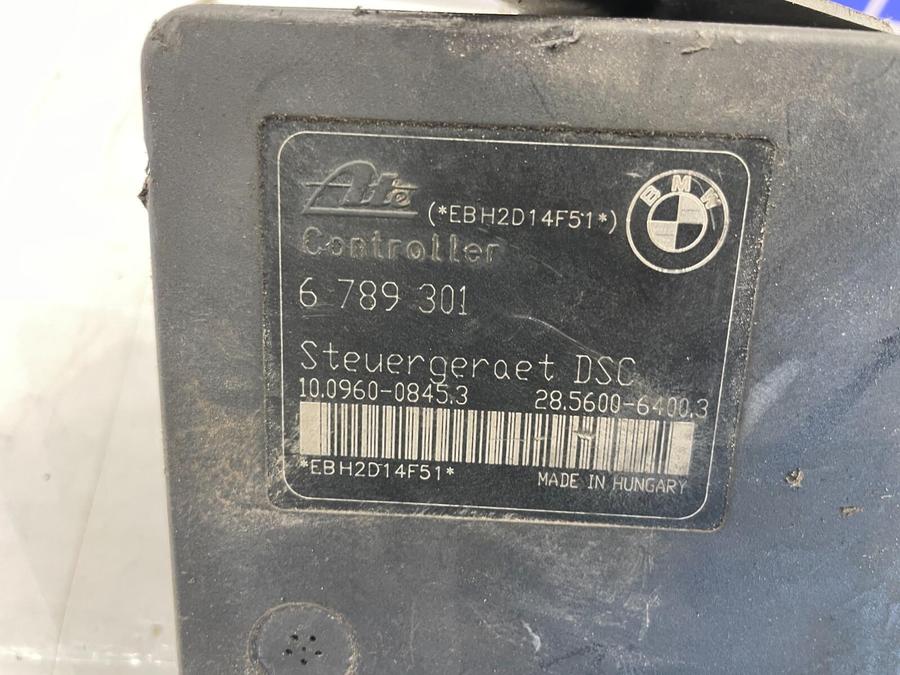 Ate
(*EBH2D14F51*)
BMW
Controller
6 789 301
Steuergeraet DSC
10.0960-0845.3 28.5600-6400.3
*EBH2D14F51*
MADE IN HUNGARY